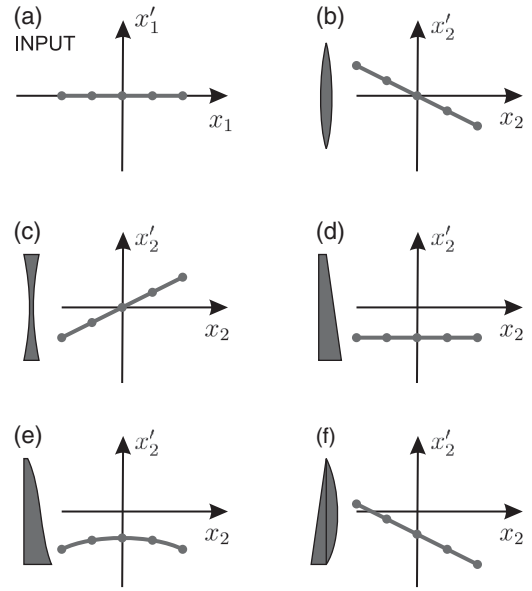 (a)
INPUT
x′₁
x₁
(b)
x′₂
x₂
(c)
x′₂
x₂
(d)
x′₂
x₂
(e)
x′₂
x₂
(f)
x′₂
x₂